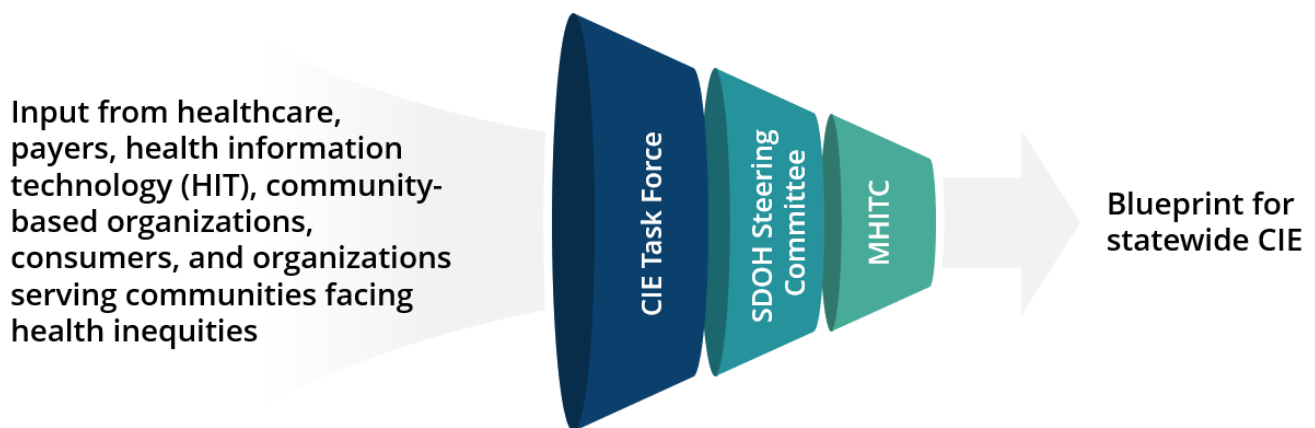 Input from healthcare,
payers, health information
technology (HIT), community-
based organizations,
consumers, and organizations
serving communities facing
health inequities
CIE Task Force
SDOH Steering
Committee
MHITC
Blueprint for
statewide CIE